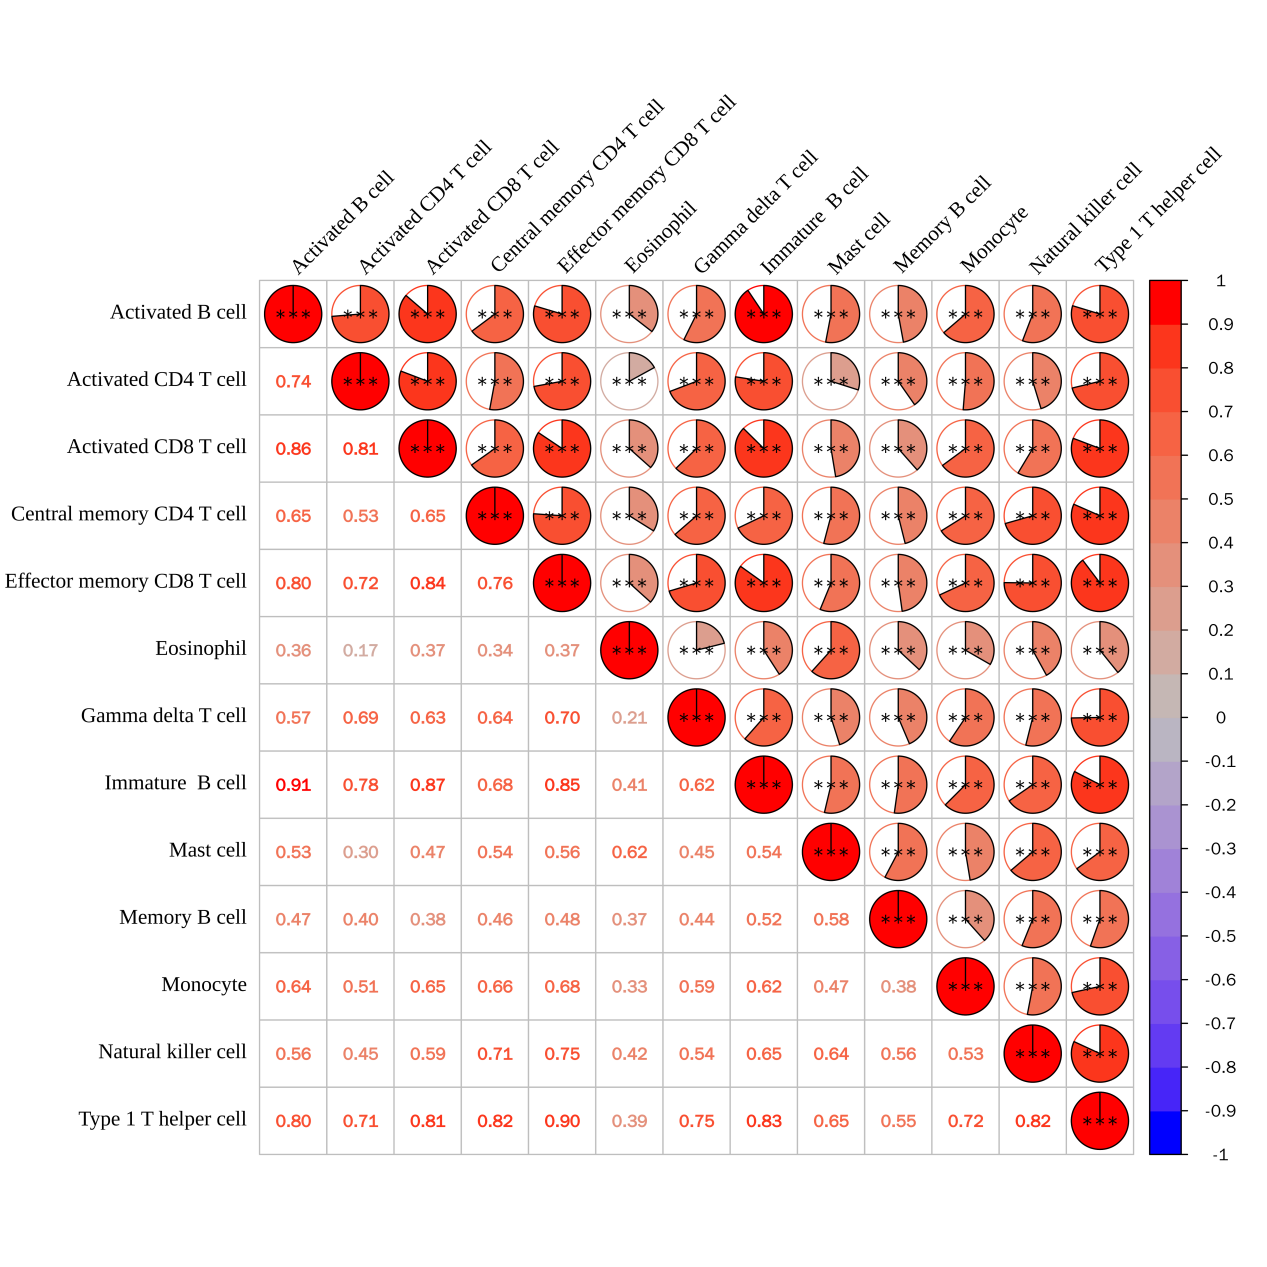 Activated B cell
Activated CD4 T cell
Activated CD8 T cell
Central memory CD4 T cell
Effector memory CD8 T cell
Eosinophil
Gamma delta T cell
Immature  B cell
Mast cell
Memory B cell
Monocyte
Natural killer cell
Type 1 T helper cell
Activated B cell *** *** *** *** *** *** *** *** *** *** *** *** ***
Activated CD4 T cell 0.74 *** *** *** *** *** *** *** *** *** *** *** ***
Activated CD8 T cell 0.86 0.81 *** *** *** *** *** *** *** *** *** *** ***
Central memory CD4 T cell 0.65 0.53 0.65 *** *** *** *** *** *** *** *** *** ***
Effector memory CD8 T cell 0.80 0.72 0.84 0.76 *** *** *** *** *** *** *** *** ***
Eosinophil 0.36 0.17 0.37 0.34 0.37 *** *** *** *** *** *** *** ***
Gamma delta T cell 0.57 0.69 0.63 0.64 0.70 0.21 *** *** *** *** *** *** ***
Immature  B cell 0.91 0.78 0.87 0.68 0.85 0.41 0.62 *** *** *** *** *** ***
Mast cell 0.53 0.30 0.47 0.54 0.56 0.62 0.45 0.54 *** *** *** *** ***
Memory B cell 0.47 0.40 0.38 0.46 0.48 0.37 0.44 0.52 0.58 *** *** *** ***
Monocyte 0.64 0.51 0.65 0.66 0.68 0.33 0.59 0.62 0.47 0.38 *** *** ***
Natural killer cell 0.56 0.45 0.59 0.71 0.75 0.42 0.54 0.65 0.64 0.56 0.53 *** ***
Type 1 T helper cell 0.80 0.71 0.81 0.82 0.90 0.39 0.75 0.83 0.65 0.55 0.72 0.82 ***
1
0.9
0.8
0.7
0.6
0.5
0.4
0.3
0.2
0.1
0
-0.1
-0.2
-0.3
-0.4
-0.5
-0.6
-0.7
-0.8
-0.9
-1